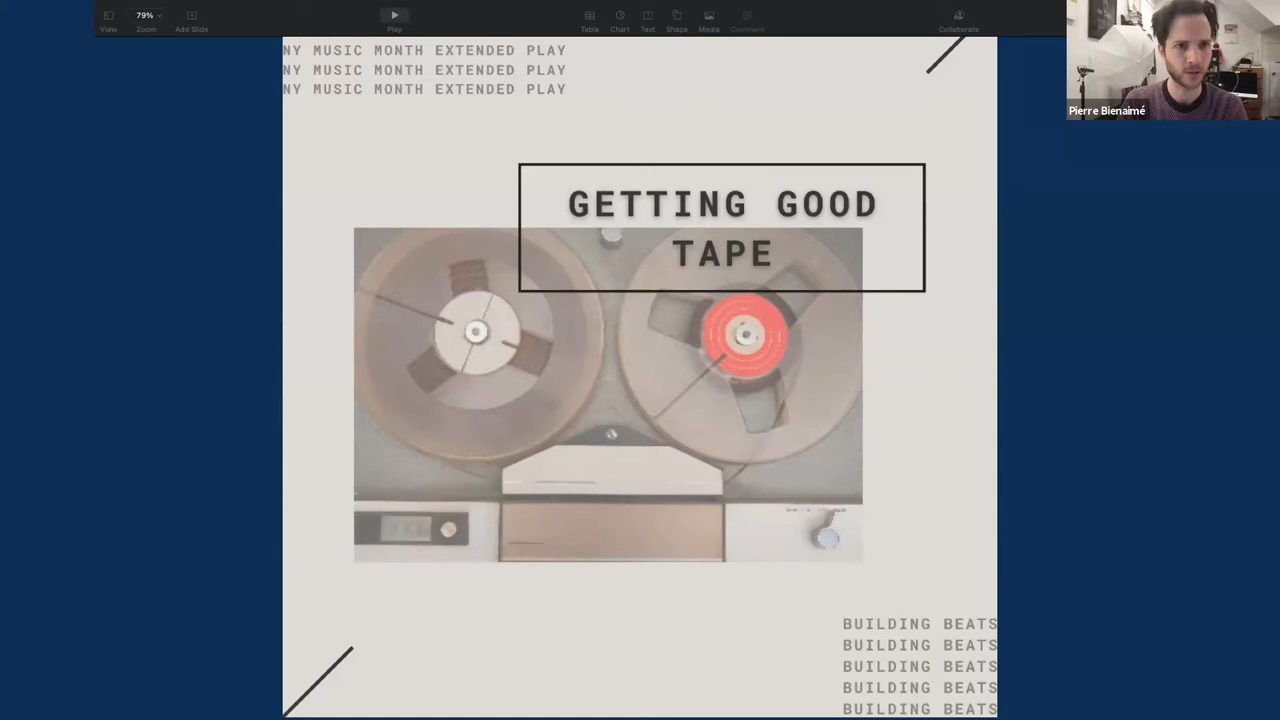 79%
View
Zoom
Add Slide
Play
Table
Chart
Text
Shape
Media
Comment
Collaborate
Pierre Bienaimé
NY MUSIC MONTH EXTENDED PLAY
NY MUSIC MONTH EXTENDED PLAY
NY MUSIC MONTH EXTENDED PLAY
GETTING GOOD
TAPE
BUILDING BEATS
BUILDING BEATS
BUILDING BEATS
BUILDING BEATS
BUILDING BEATS